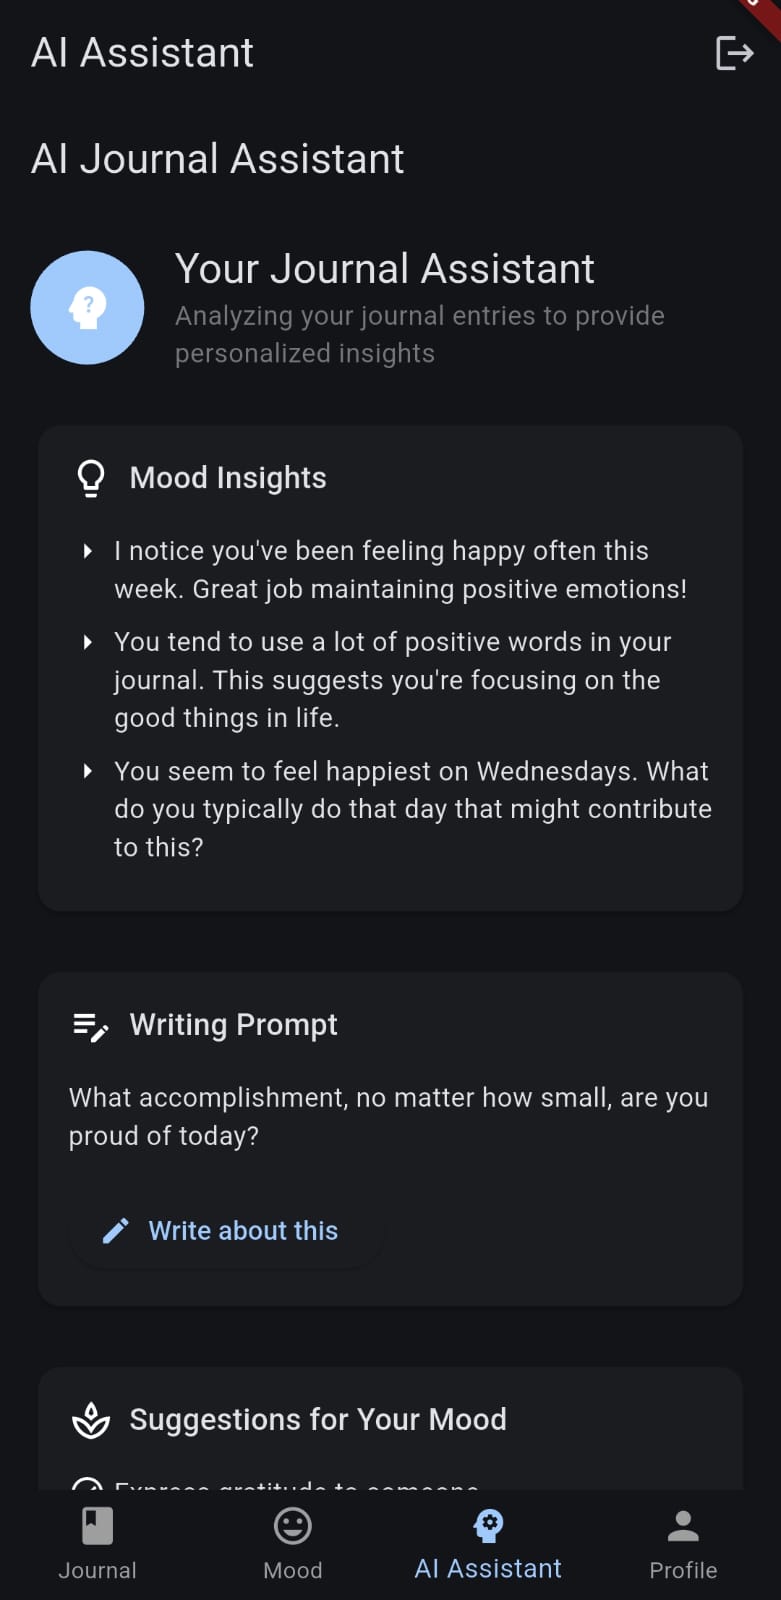 AI Assistant
AI Journal Assistant
?
Your Journal Assistant
Analyzing your journal entries to provide
personalized insights
Mood Insights
I notice you've been feeling happy often this
week. Great job maintaining positive emotions!
You tend to use a lot of positive words in your
journal. This suggests you're focusing on the
good things in life.
You seem to feel happiest on Wednesdays. What
do you typically do that day that might contribute
to this?
Writing Prompt
What accomplishment, no matter how small, are you
proud of today?
Write about this
Suggestions for Your Mood
Express gratitude to someone
Journal
Mood
AI Assistant
Profile